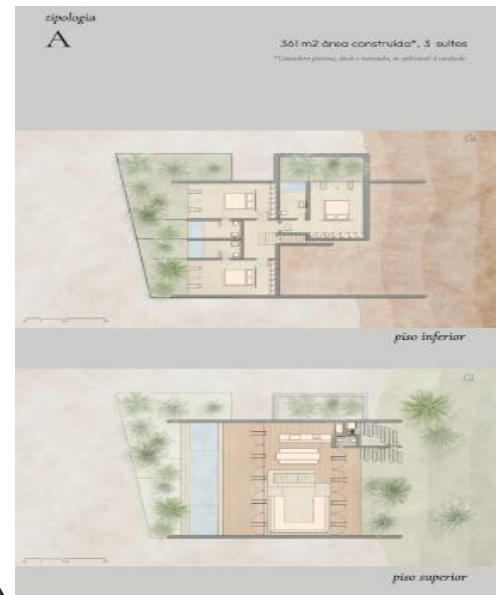 tipologia
A
361 m2 área construída*, 3 suítes
piso inferior
piso superior